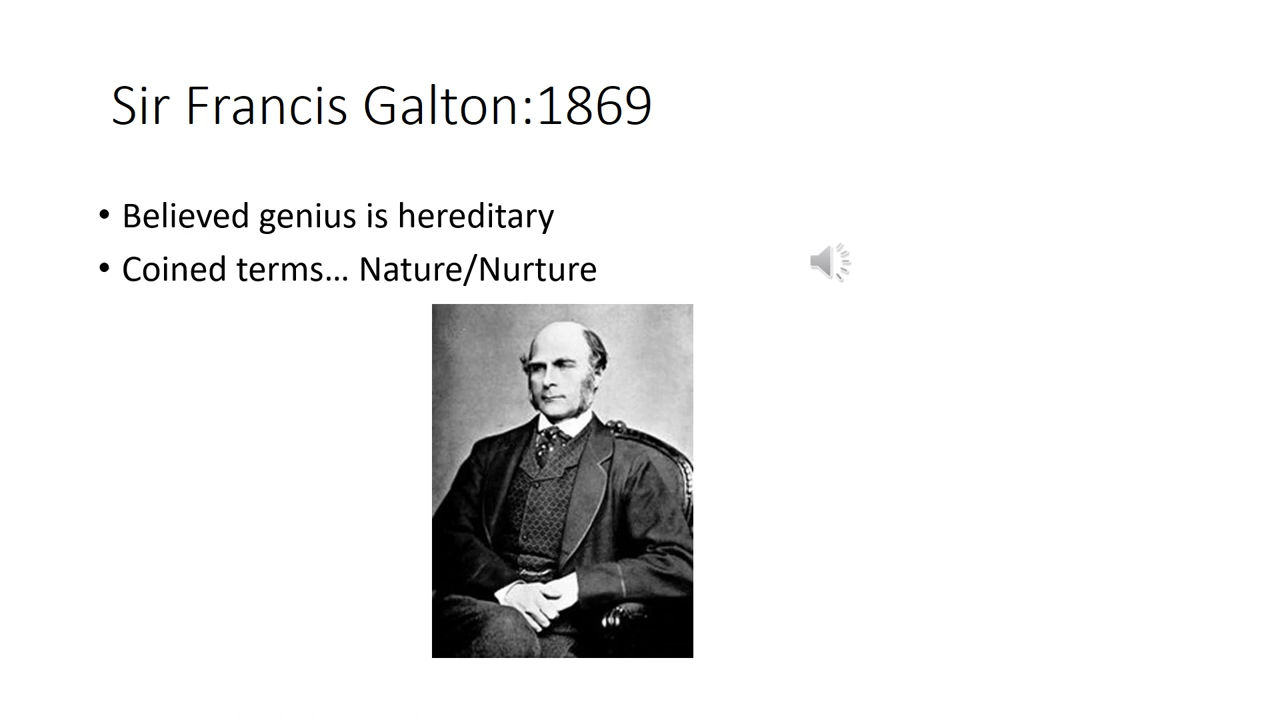 Sir Francis Galton:1869
• Believed genius is hereditary
• Coined terms… Nature/Nurture